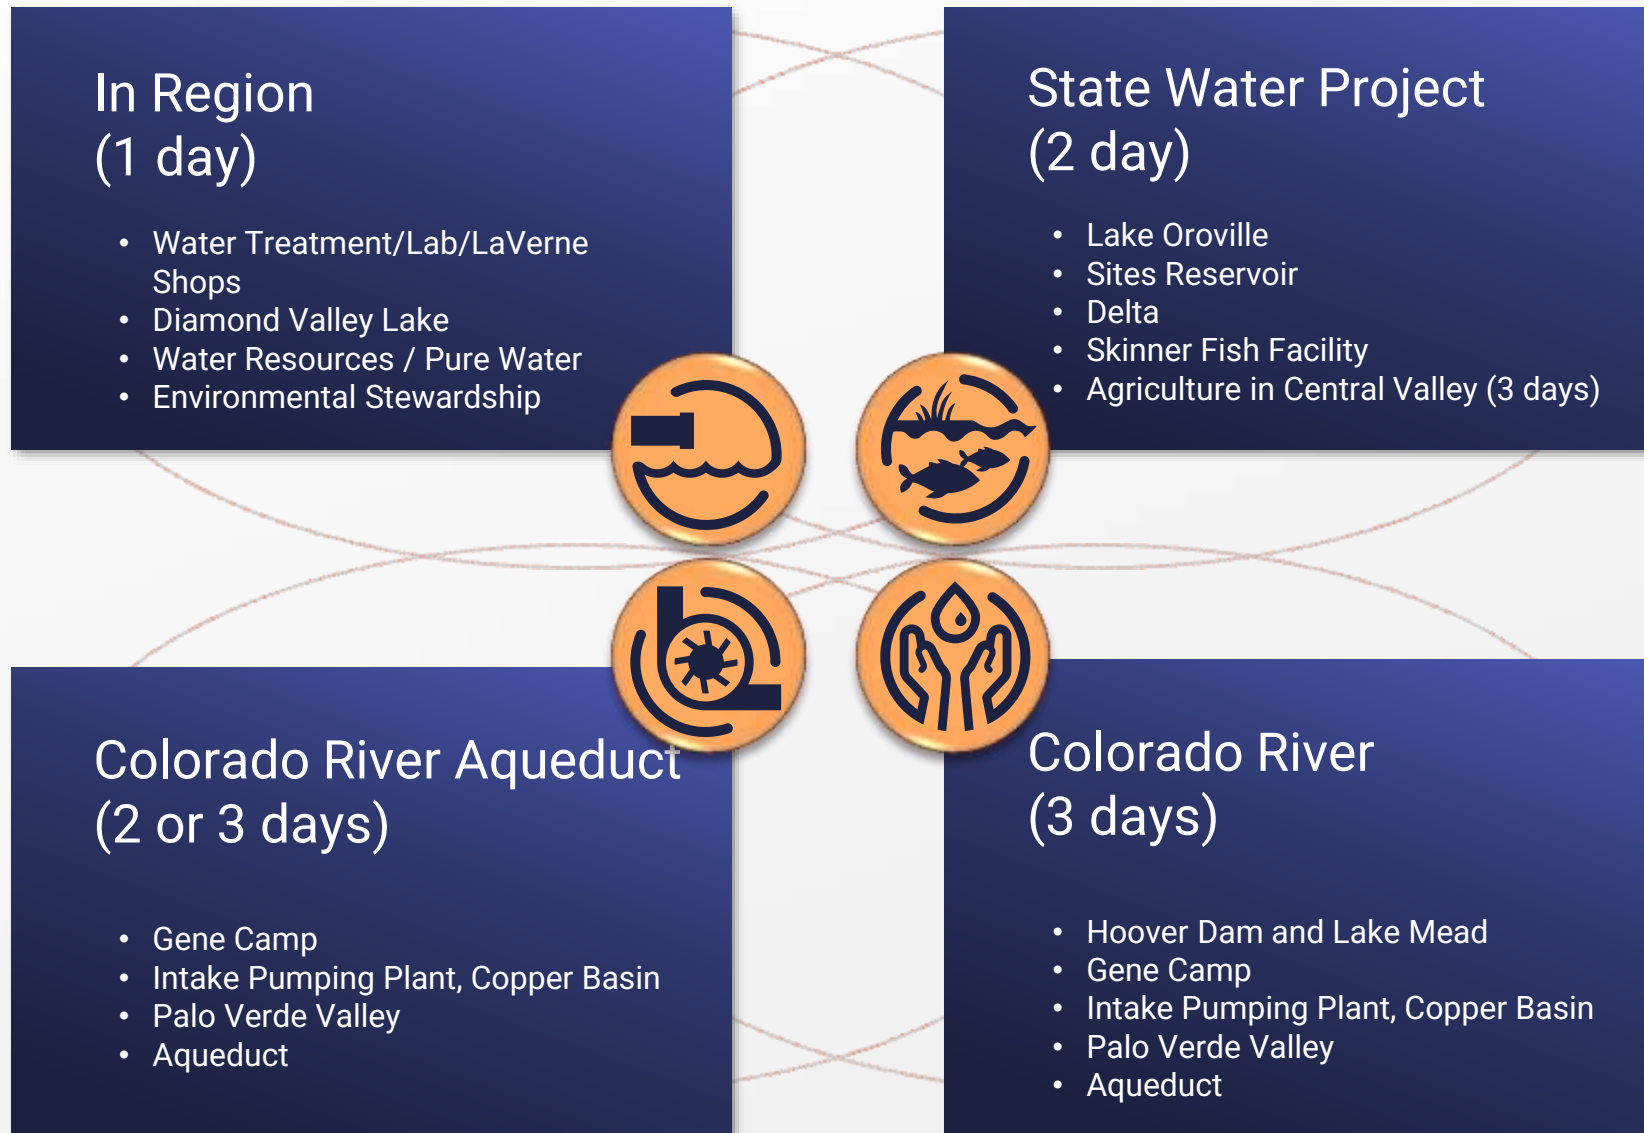 In Region
(1 day)
• Water Treatment/Lab/LaVerne
Shops
• Diamond Valley Lake
• Water Resources / Pure Water
• Environmental Stewardship
State Water Project
(2 day)
• Lake Oroville
• Sites Reservoir
• Delta
• Skinner Fish Facility
• Agriculture in Central Valley (3 days)
Colorado River Aqueduct
(2 or 3 days)
• Gene Camp
• Intake Pumping Plant, Copper Basin
• Palo Verde Valley
• Aqueduct
Colorado River
(3 days)
• Hoover Dam and Lake Mead
• Gene Camp
• Intake Pumping Plant, Copper Basin
• Palo Verde Valley
• Aqueduct